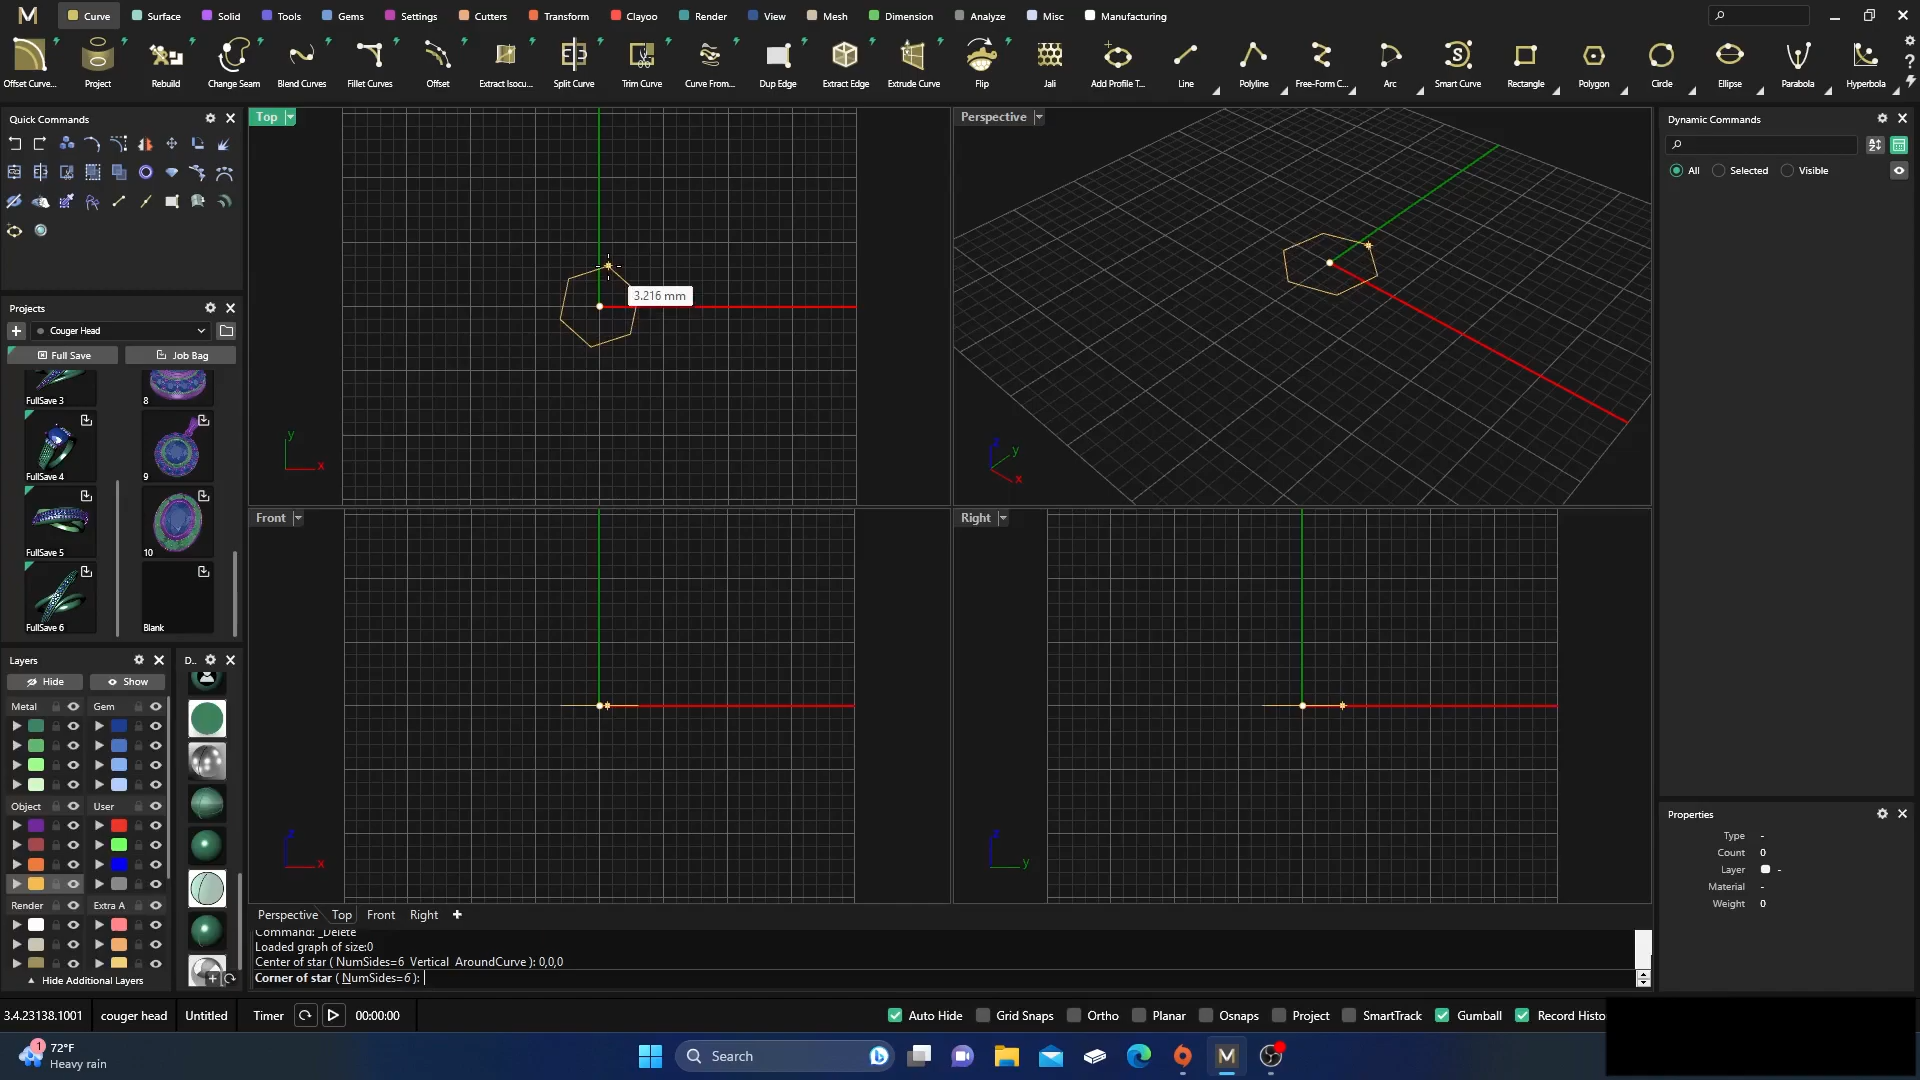 Curve Surface Solid Tools Gems Settings Cutters Transform Clayoo Render View Mesh Dimension Analyze Misc Manufacturing
Offset Curve... Project Rebuild Change Seam Blend Curves Fillet Curves Offset Extract Isocu... Split Curve Trim Curve Curve From... Dup Edge Extract Edge Extrude Curve Flip Jali Add Profile T... Line Polyline Free-Form C... Arc Smart Curve Rectangle Polygon Circle Ellipse Parabola Hyperbola
Quick Commands
Projects
Couger Head
Full Save Job Bag
FullSave 3 8
FullSave 4 9
FullSave 5 10
FullSave 6 Blank
Layers D..
Hide Show
Metal Gem
Object User
Render Extra A
Hide Additional Layers
Top
3.216 mm
y
x
Perspective
z
y
x
Front
z
x
Right
z
y
Perspective Top Front Right
Command: _Delete
Loaded graph of size:0
Center of star ( NumSides=6 Vertical AroundCurve ): 0,0,0
Corner of star ( NumSides=6 ):
Dynamic Commands
All Selected Visible
Properties
Type -
Count 0
Layer -
Material -
Weight 0
3.4.23138.1001 couger head Untitled Timer 00:00:00 Auto Hide Grid Snaps Ortho Planar Osnaps Project SmartTrack Gumball Record Histo
1
72°F
Heavy rain
Search
M